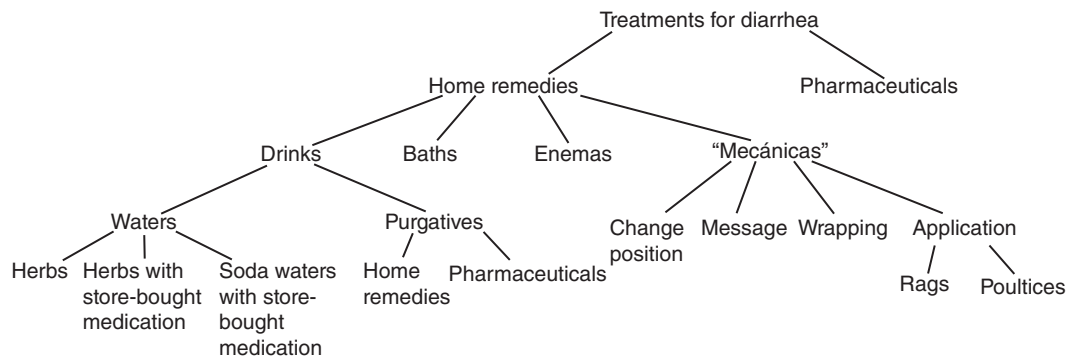 Treatments for diarrhea
Home remedies
Pharmaceuticals
Drinks
Baths
Enemas
“Mecánicas”
Waters
Purgatives
Change
position
Message
Wrapping
Application
Herbs
Herbs with
store-bought
medication
Soda waters
with store-
bought
medication
Home
remedies
Pharmaceuticals
Rags
Poultices